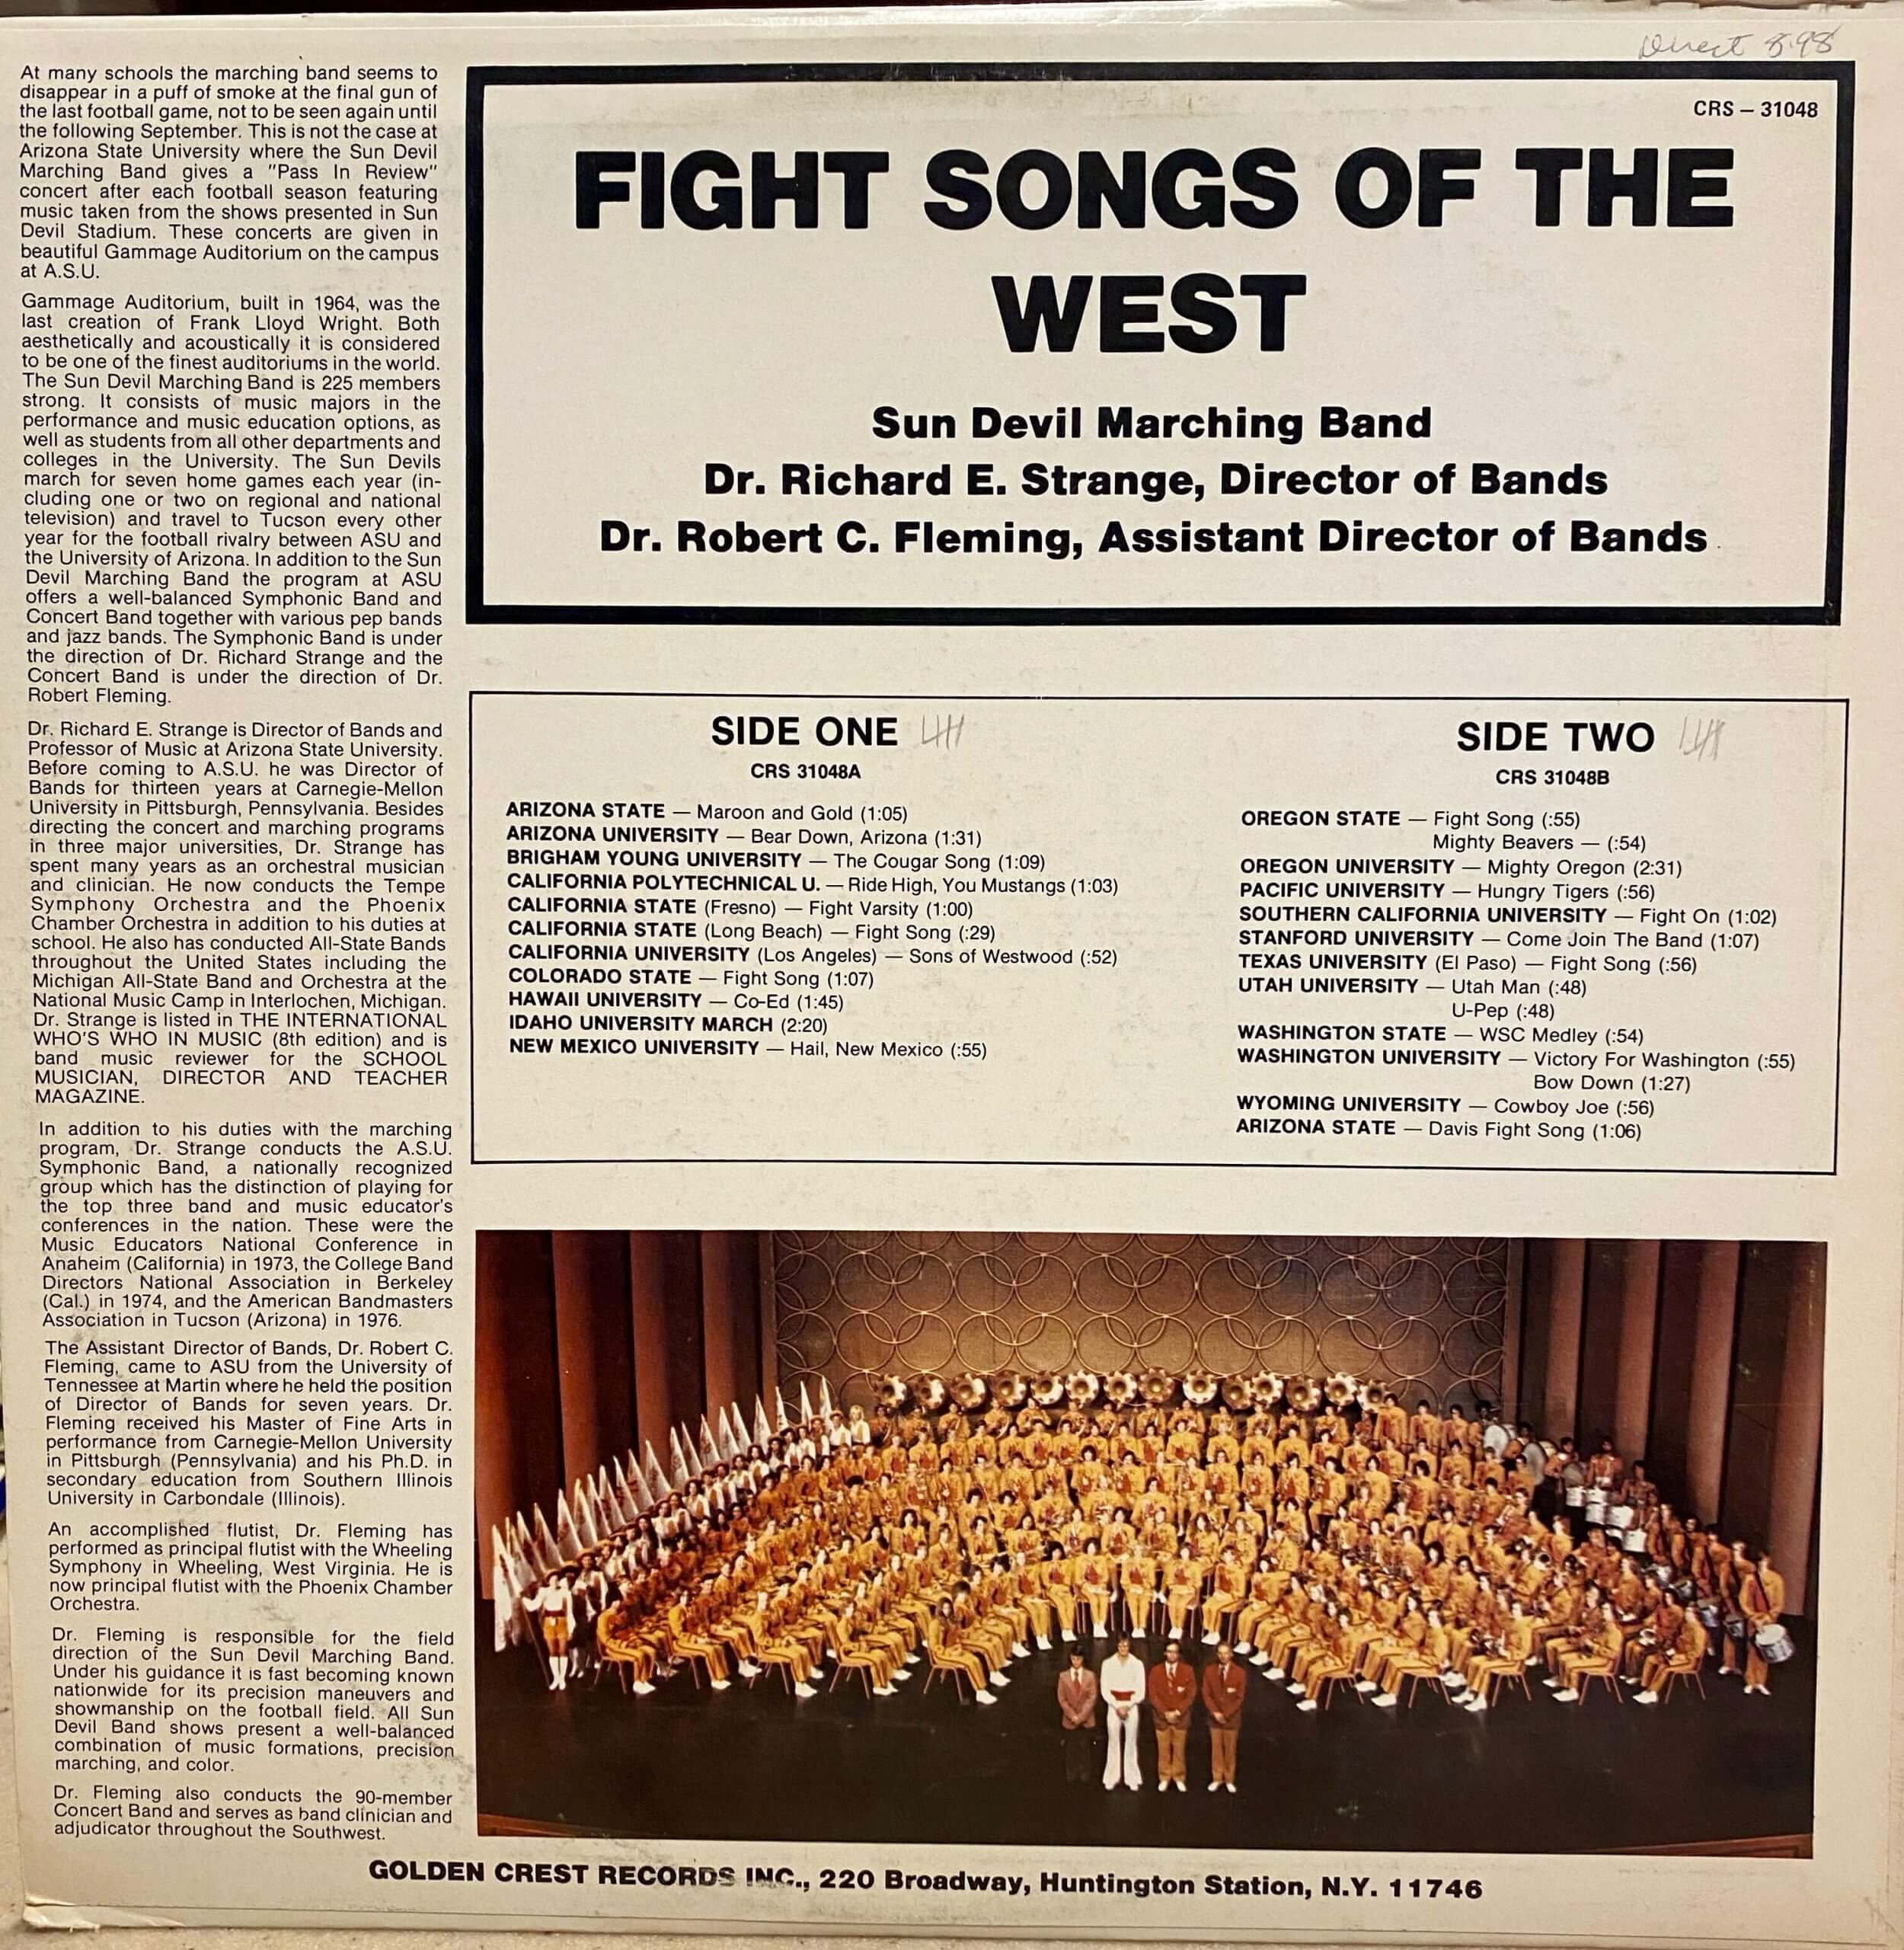 Direct 8.98
At many schools the marching band seems to
disappear in a puff of smoke at the final gun of
the last football game, not to be seen again until
the following September. This is not the case at
Arizona State University where the Sun Devil
Marching Band gives a "Pass In Review"
concert after each football season featuring
music taken from the shows presented in Sun
Devil Stadium. These concerts are given in
beautiful Gammage Auditorium on the campus
at A.S.U.
Gammage Auditorium, built in 1964, was the
last creation of Frank Lloyd Wright. Both
aesthetically and acoustically it is considered
to be one of the finest auditoriums in the world.
The Sun Devil Marching Band is 225 members
strong. It consists of music majors in the
performance and music education options, as
well as students from all other departments and
colleges in the University. The Sun Devils
march for seven home games each year (in-
cluding one or two on regional and national
television) and travel to Tucson every other
year for the football rivalry between ASU and
the University of Arizona. In addition to the Sun
Devil Marching Band the program at ASU
offers a well-balanced Symphonic Band and
Concert Band together with various pep bands
and jazz bands. The Symphonic Band is under
the direction of Dr. Richard Strange and the
Concert Band is under the direction of Dr.
Robert Fleming.
Dr. Richard E. Strange is Director of Bands and
Professor of Music at Arizona State University.
Before coming to A.S.U. he was Director of
Bands for thirteen years at Carnegie-Mellon
University in Pittsburgh, Pennsylvania. Besides
directing the concert and marching programs
in three major universities, Dr. Strange has
spent many years as an orchestral musician
and clinician. He now conducts the Tempe
Symphony Orchestra and the Phoenix
Chamber Orchestra in addition to his duties at
school. He also has conducted All-State Bands
throughout the United States including the
Michigan All-State Band and Orchestra at the
National Music Camp in Interlochen, Michigan.
Dr. Strange is listed in THE INTERNATIONAL
WHO'S WHO IN MUSIC (8th edition) and is
band music reviewer for the SCHOOL
MUSICIAN, DIRECTOR AND TEACHER
MAGAZINE.
In addition to his duties with the marching
program, Dr. Strange conducts the A.S.U.
Symphonic Band, a nationally recognized
group which has the distinction of playing for
the top three band and music educator's
conferences in the nation. These were the
Music Educators National Conference in
Anaheim (California) in 1973, the College Band
Directors National Association in Berkeley
(Cal.) in 1974, and the American Bandmasters
Association in Tucson (Arizona) in 1976.
The Assistant Director of Bands, Dr. Robert C.
Fleming, came to ASU from the University of
Tennessee at Martin where he held the position
of Director of Bands for seven years. Dr.
Fleming received his Master of Fine Arts in
performance from Carnegie-Mellon University
in Pittsburgh (Pennsylvania) and his Ph.D. in
secondary education from Southern Illinois
University in Carbondale (Illinois).
An accomplished flutist, Dr. Fleming has
performed as principal flutist with the Wheeling
Symphony in Wheeling, West Virginia. He is
now principal flutist with the Phoenix Chamber
Orchestra.
Dr. Fleming is responsible for the field
direction of the Sun Devil Marching Band.
Under his guidance it is fast becoming known
nationwide for its precision maneuvers and
showmanship on the football field. All Sun
Devil Band shows present a well-balanced
combination of music formations, precision
marching, and color.
Dr. Fleming also conducts the 90-member
Concert Band and serves as band clinician and
adjudicator throughout the Southwest.
CRS – 31048
FIGHT SONGS OF THE
WEST
Sun Devil Marching Band
Dr. Richard E. Strange, Director of Bands
Dr. Robert C. Fleming, Assistant Director of Bands
SIDE ONE
CRS 31048A
ARIZONA STATE — Maroon and Gold (1:05)
ARIZONA UNIVERSITY — Bear Down, Arizona (1:31)
BRIGHAM YOUNG UNIVERSITY — The Cougar Song (1:09)
CALIFORNIA POLYTECHNICAL U. — Ride High, You Mustangs (1:03)
CALIFORNIA STATE (Fresno) — Fight Varsity (1:00)
CALIFORNIA STATE (Long Beach) — Fight Song (:29)
CALIFORNIA UNIVERSITY (Los Angeles) — Sons of Westwood (:52)
COLORADO STATE — Fight Song (1:07)
HAWAII UNIVERSITY — Co-Ed (1:45)
IDAHO UNIVERSITY MARCH (2:20)
NEW MEXICO UNIVERSITY — Hail, New Mexico (:55)
SIDE TWO
CRS 31048B
OREGON STATE — Fight Song (:55)
Mighty Beavers — (:54)
OREGON UNIVERSITY — Mighty Oregon (2:31)
PACIFIC UNIVERSITY — Hungry Tigers (:56)
SOUTHERN CALIFORNIA UNIVERSITY — Fight On (1:02)
STANFORD UNIVERSITY — Come Join The Band (1:07)
TEXAS UNIVERSITY (El Paso) — Fight Song (:56)
UTAH UNIVERSITY — Utah Man (:48)
U-Pep (:48)
WASHINGTON STATE — WSC Medley (:54)
WASHINGTON UNIVERSITY — Victory For Washington (:55)
Bow Down (1:27)
WYOMING UNIVERSITY — Cowboy Joe (:56)
ARIZONA STATE — Davis Fight Song (1:06)
GOLDEN CREST RECORDS INC., 220 Broadway, Huntington Station, N.Y. 11746